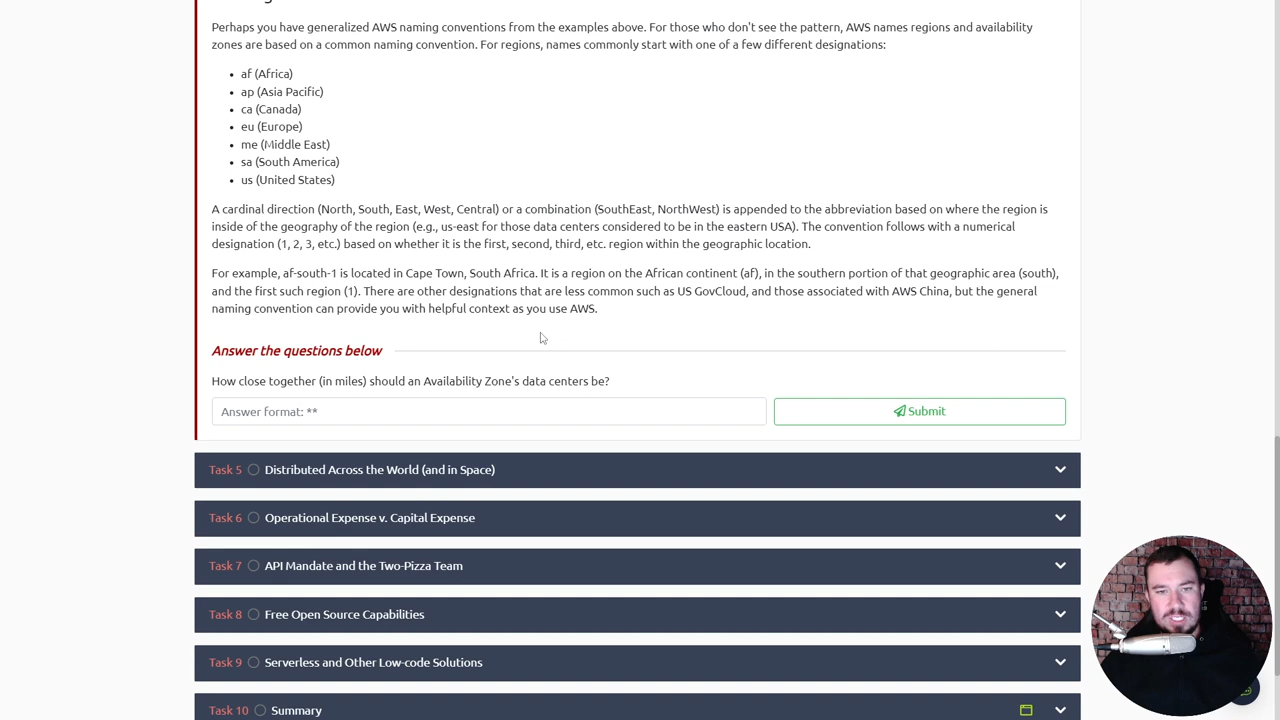 Perhaps you have generalized AWS naming conventions from the examples above. For those who don't see the pattern, AWS names regions and availability
zones are based on a common naming convention. For regions, names commonly start with one of a few different designations:
• af (Africa)
• ap (Asia Pacific)
• ca (Canada)
• eu (Europe)
• me (Middle East)
• sa (South America)
• us (United States)
A cardinal direction (North, South, East, West, Central) or a combination (SouthEast, NorthWest) is appended to the abbreviation based on where the region is
inside of the geography of the region (e.g., us-east for those data centers considered to be in the eastern USA). The convention follows with a numerical
designation (1, 2, 3, etc.) based on whether it is the first, second, third, etc. region within the geographic location.
For example, af-south-1 is located in Cape Town, South Africa. It is a region on the African continent (af), in the southern portion of that geographic area (south),
and the first such region (1). There are other designations that are less common such as US GovCloud, and those associated with AWS China, but the general
naming convention can provide you with helpful context as you use AWS.
Answer the questions below
How close together (in miles) should an Availability Zone's data centers be?
Answer format: **
Submit
Task 5 Distributed Across the World (and in Space)
Task 6 Operational Expense v. Capital Expense
Task 7 API Mandate and the Two-Pizza Team
Task 8 Free Open Source Capabilities
Task 9 Serverless and Other Low-code Solutions
Task 10 Summary